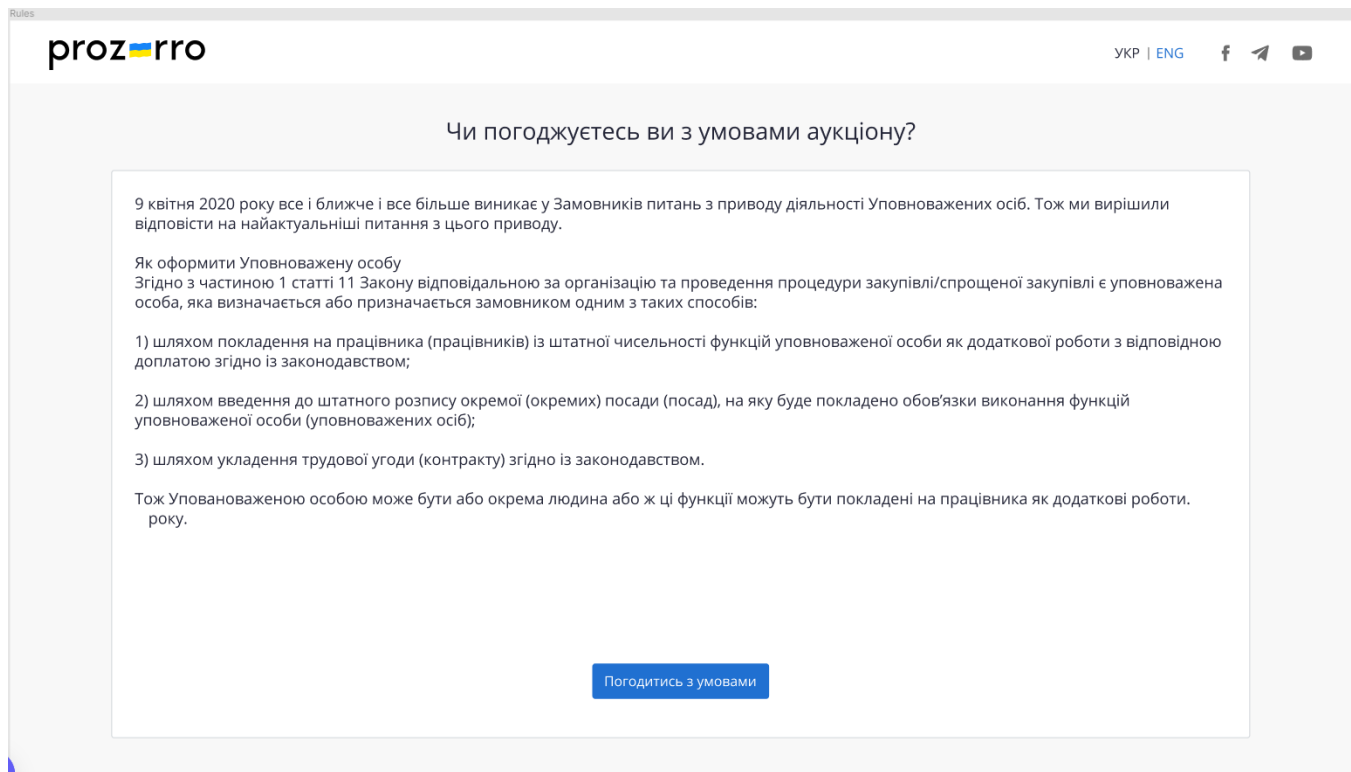 Rules
prozorro
УКР | ENG
Чи погоджуєтесь ви з умовами аукціону?
9 квітня 2020 року все і ближче і все більше виникає у Замовників питань з приводу діяльності Уповноважених осіб. Тож ми вирішили
відповісти на найактуальніші питання з цього приводу.
Як оформити Уповноважену особу
Згідно з частиною 1 статті 11 Закону відповідальною за організацію та проведення процедури закупівлі/спрощеної закупівлі є уповноважена
особа, яка визначається або призначається замовником одним з таких способів:
1) шляхом покладення на працівника (працівників) із штатної чисельності функцій уповноваженої особи як додаткової роботи з відповідною
доплатою згідно із законодавством;
2) шляхом введення до штатного розпису окремої (окремих) посади (посад), на яку буде покладено обов’язки виконання функцій
уповноваженої особи (уповноважених осіб);
3) шляхом укладення трудової угоди (контракту) згідно із законодавством.
Тож Уповановаженою особою може бути або окрема людина або ж ці функції можуть бути покладені на працівника як додаткові роботи.
року.
Погодитись з умовами